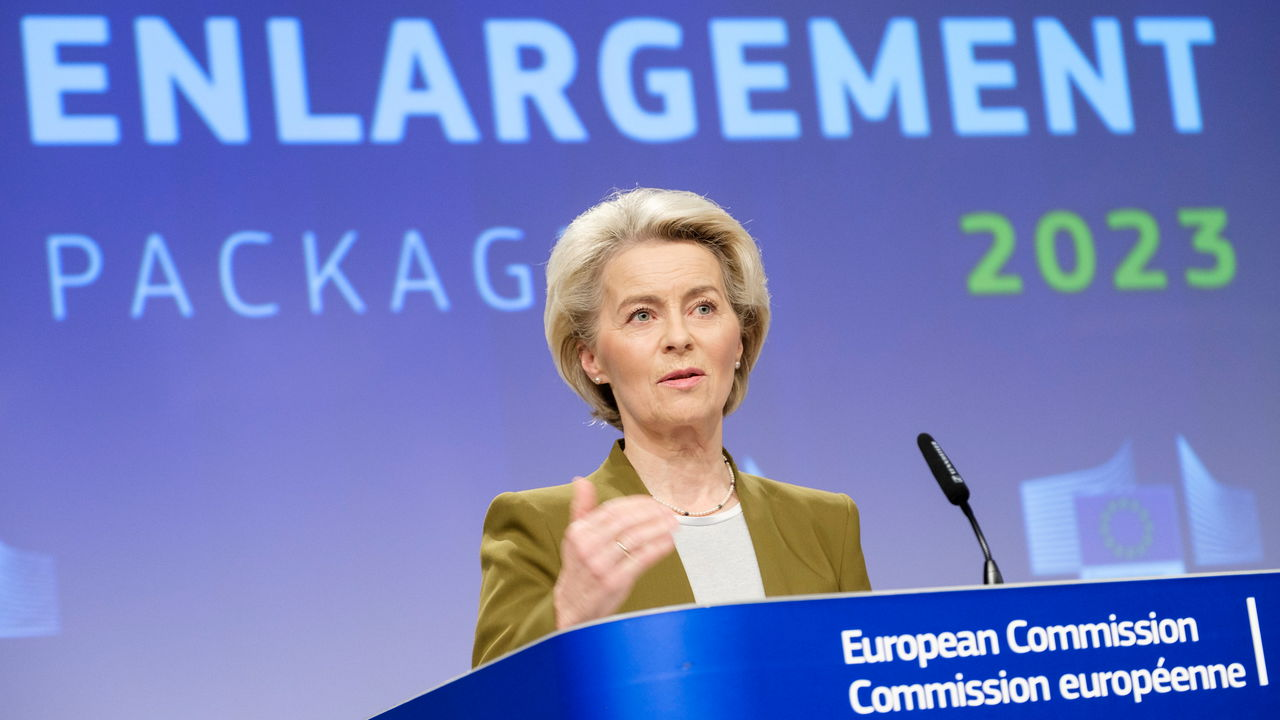 ENLARGEMENT
PACKAG
2023
European Commission
Commission européenne